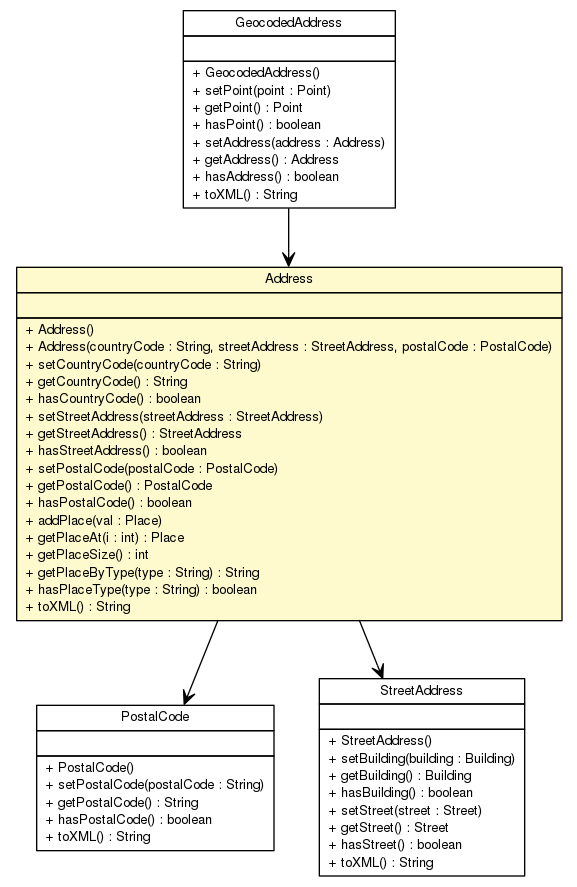 GeocodedAddress
+ GeocodedAddress()
+ setPoint(point : Point)
+ getPoint() : Point
+ hasPoint() : boolean
+ setAddress(address : Address)
+ getAddress() : Address
+ hasAddress() : boolean
+ toXML() : String
Address
+ Address()
+ Address(countryCode : String, streetAddress : StreetAddress, postalCode : PostalCode)
+ setCountryCode(countryCode : String)
+ getCountryCode() : String
+ hasCountryCode() : boolean
+ setStreetAddress(streetAddress : StreetAddress)
+ getStreetAddress() : StreetAddress
+ hasStreetAddress() : boolean
+ setPostalCode(postalCode : PostalCode)
+ getPostalCode() : PostalCode
+ hasPostalCode() : boolean
+ addPlace(val : Place)
+ getPlaceAt(i : int) : Place
+ getPlaceSize() : int
+ getPlaceByType(type : String) : String
+ hasPlaceType(type : String) : boolean
+ toXML() : String
PostalCode
+ PostalCode()
+ setPostalCode(postalCode : String)
+ getPostalCode() : String
+ hasPostalCode() : boolean
+ toXML() : String
StreetAddress
+ StreetAddress()
+ setBuilding(building : Building)
+ getBuilding() : Building
+ hasBuilding() : boolean
+ setStreet(street : Street)
+ getStreet() : Street
+ hasStreet() : boolean
+ toXML() : String